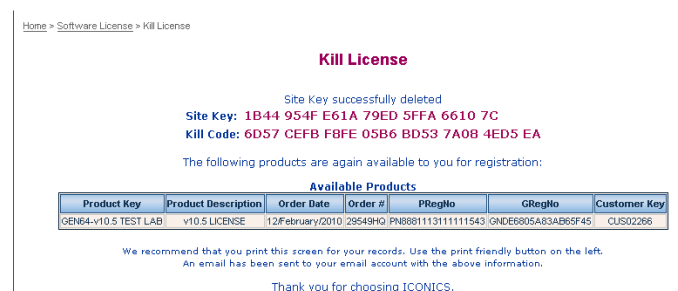 Home > Software License > Kill License
Kill License
Site Key successfully deleted
Site Key: 1B44 954F E61A 79ED 5FFA 6610 7C
Kill Code: 6D57 CEFB F8FE 05B6 BD53 7A08 4ED5 EA
The following products are again available to you for registration:
Available Products
Product Key Product Description Order Date Order # PRegNo GRegNo Customer Key
GEN64-v10.5 TEST LAB v10.5 LICENSE 12/February/2010 29549HQ PN8881113111111543 GNDE6805A83AB65F45 CUS02266
We recommend that you print this screen for your records. Use the print friendly button on the left.
An email has been sent to your email account with the above information.
Thank you for choosing ICONICS.